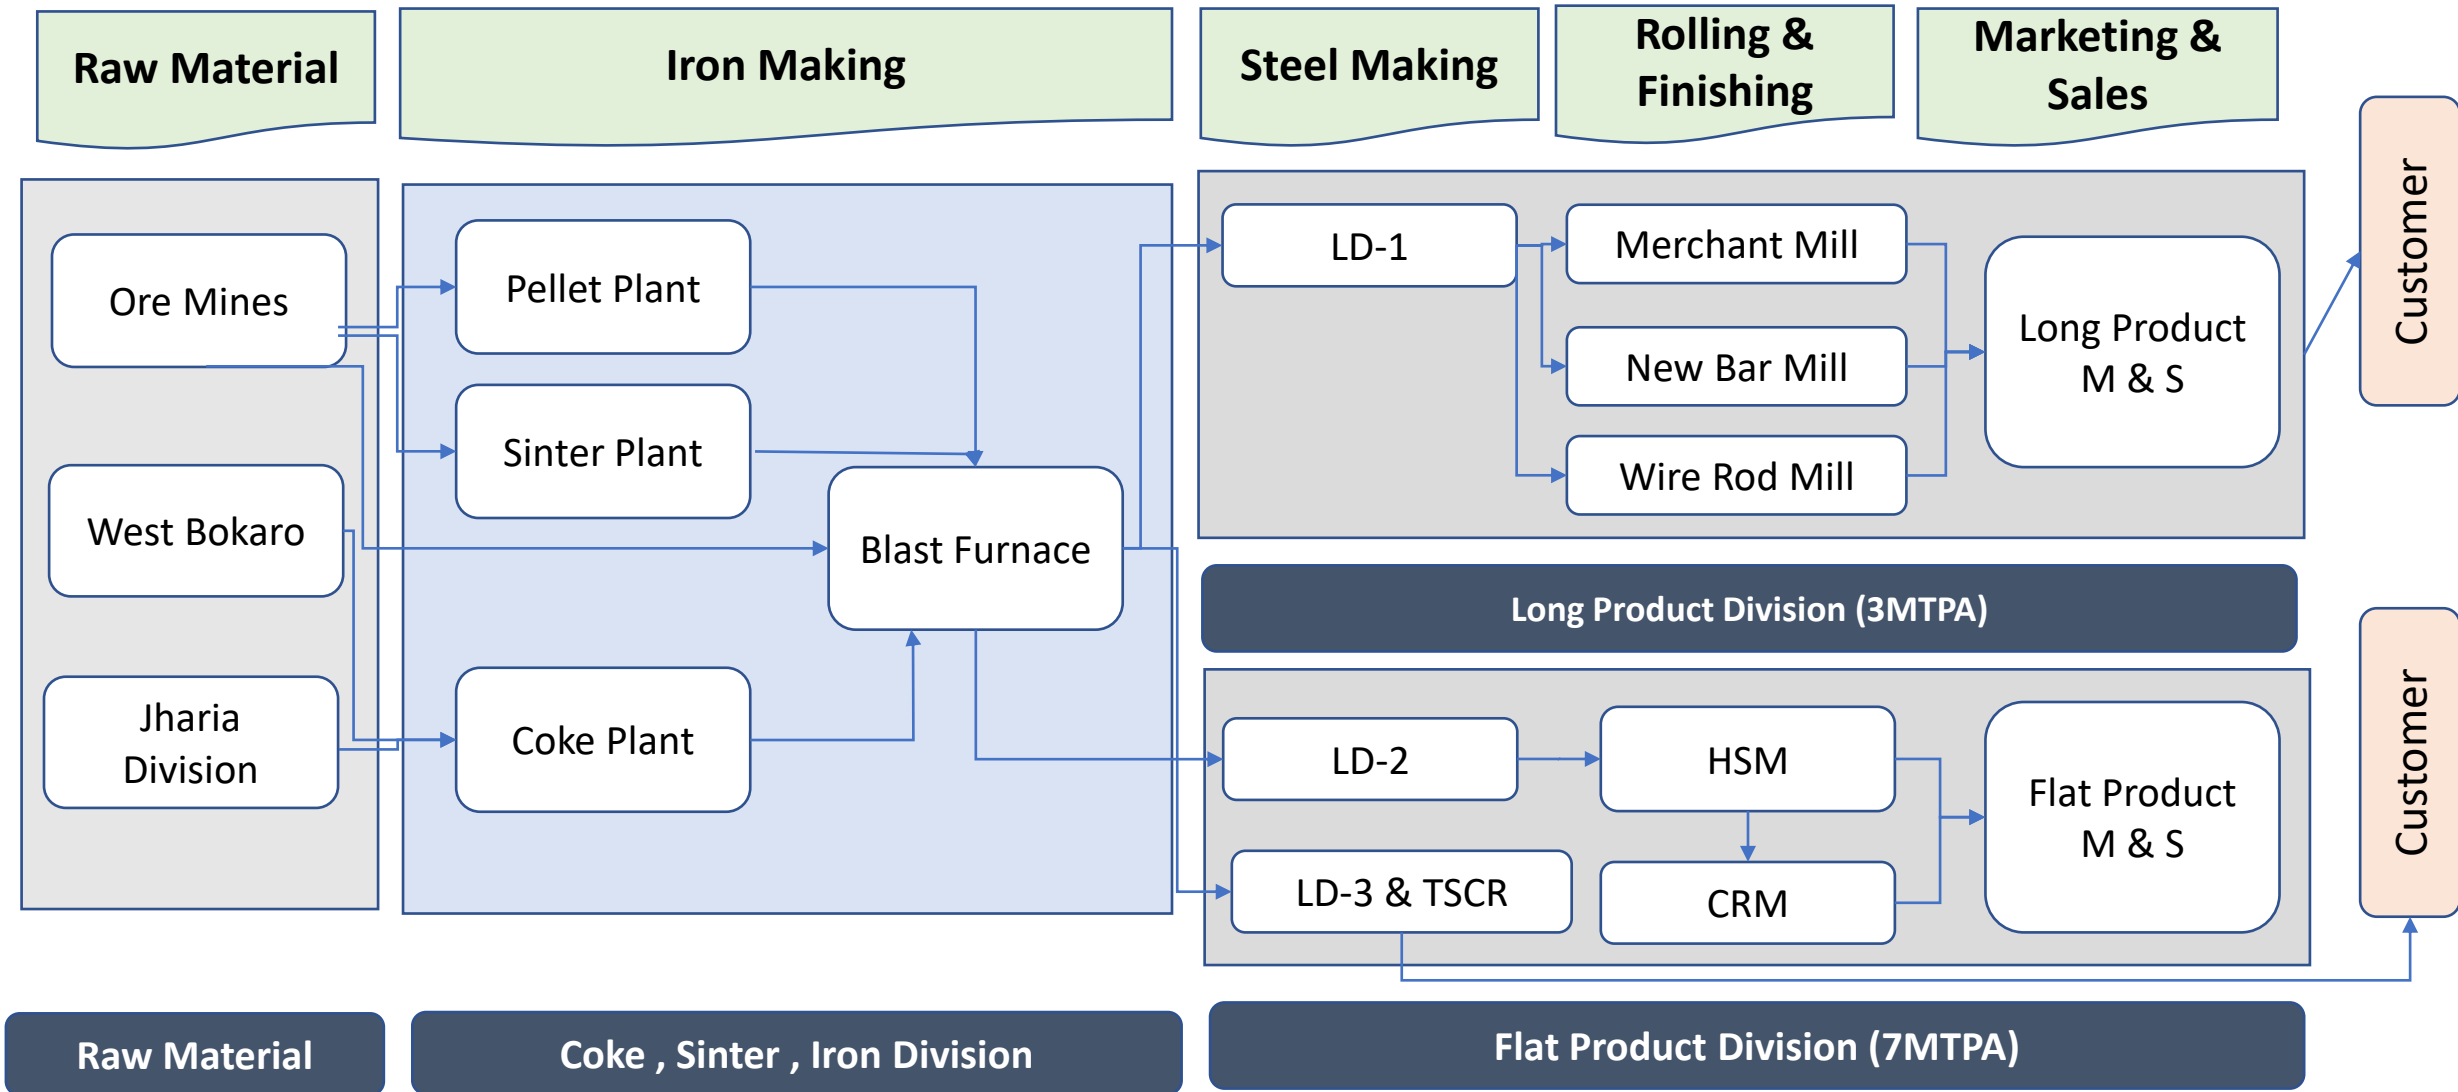 Raw Material
Iron Making
Steel Making
Rolling &
Finishing
Marketing &
Sales
Ore Mines
West Bokaro
Jharia
Division
Pellet Plant
Sinter Plant
Coke Plant
Blast Furnace
LD-1
Merchant Mill
New Bar Mill
Wire Rod Mill
Long Product
M & S
Customer
Long Product Division (3MTPA)
LD-2
LD-3 & TSCR
HSM
CRM
Flat Product
M & S
Customer
Raw Material
Coke , Sinter , Iron Division
Flat Product Division (7MTPA)